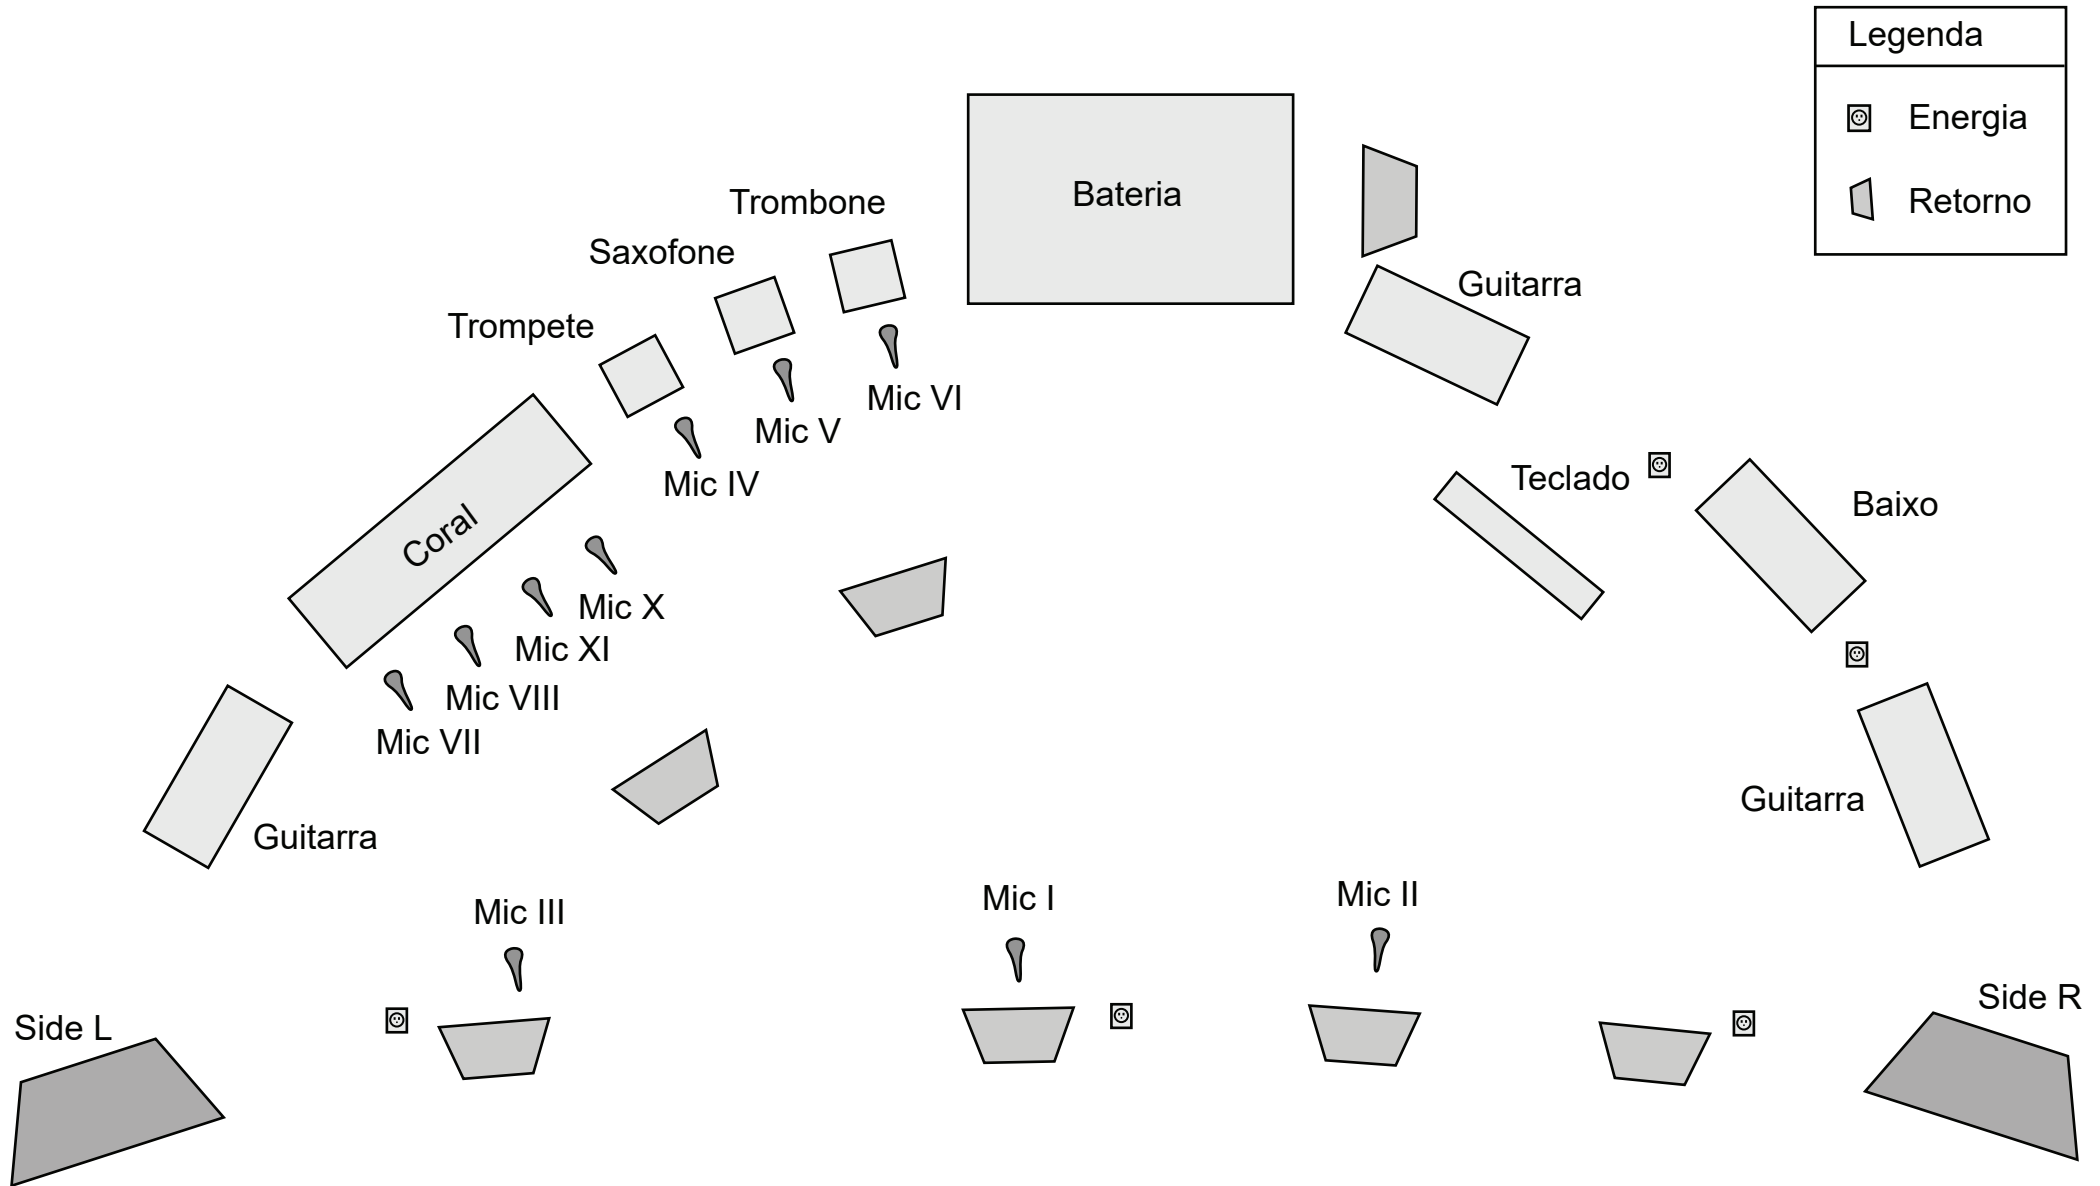 Legenda
Energia
Retorno
Bateria
Trombone
Saxofone
Trompete
Guitarra
Mic VI
Mic V
Mic IV
Teclado
Baixo
Coral
Mic X
Mic XI
Mic VIII
Mic VII
Guitarra
Guitarra
Mic III
Mic I
Mic II
Side L
Side R